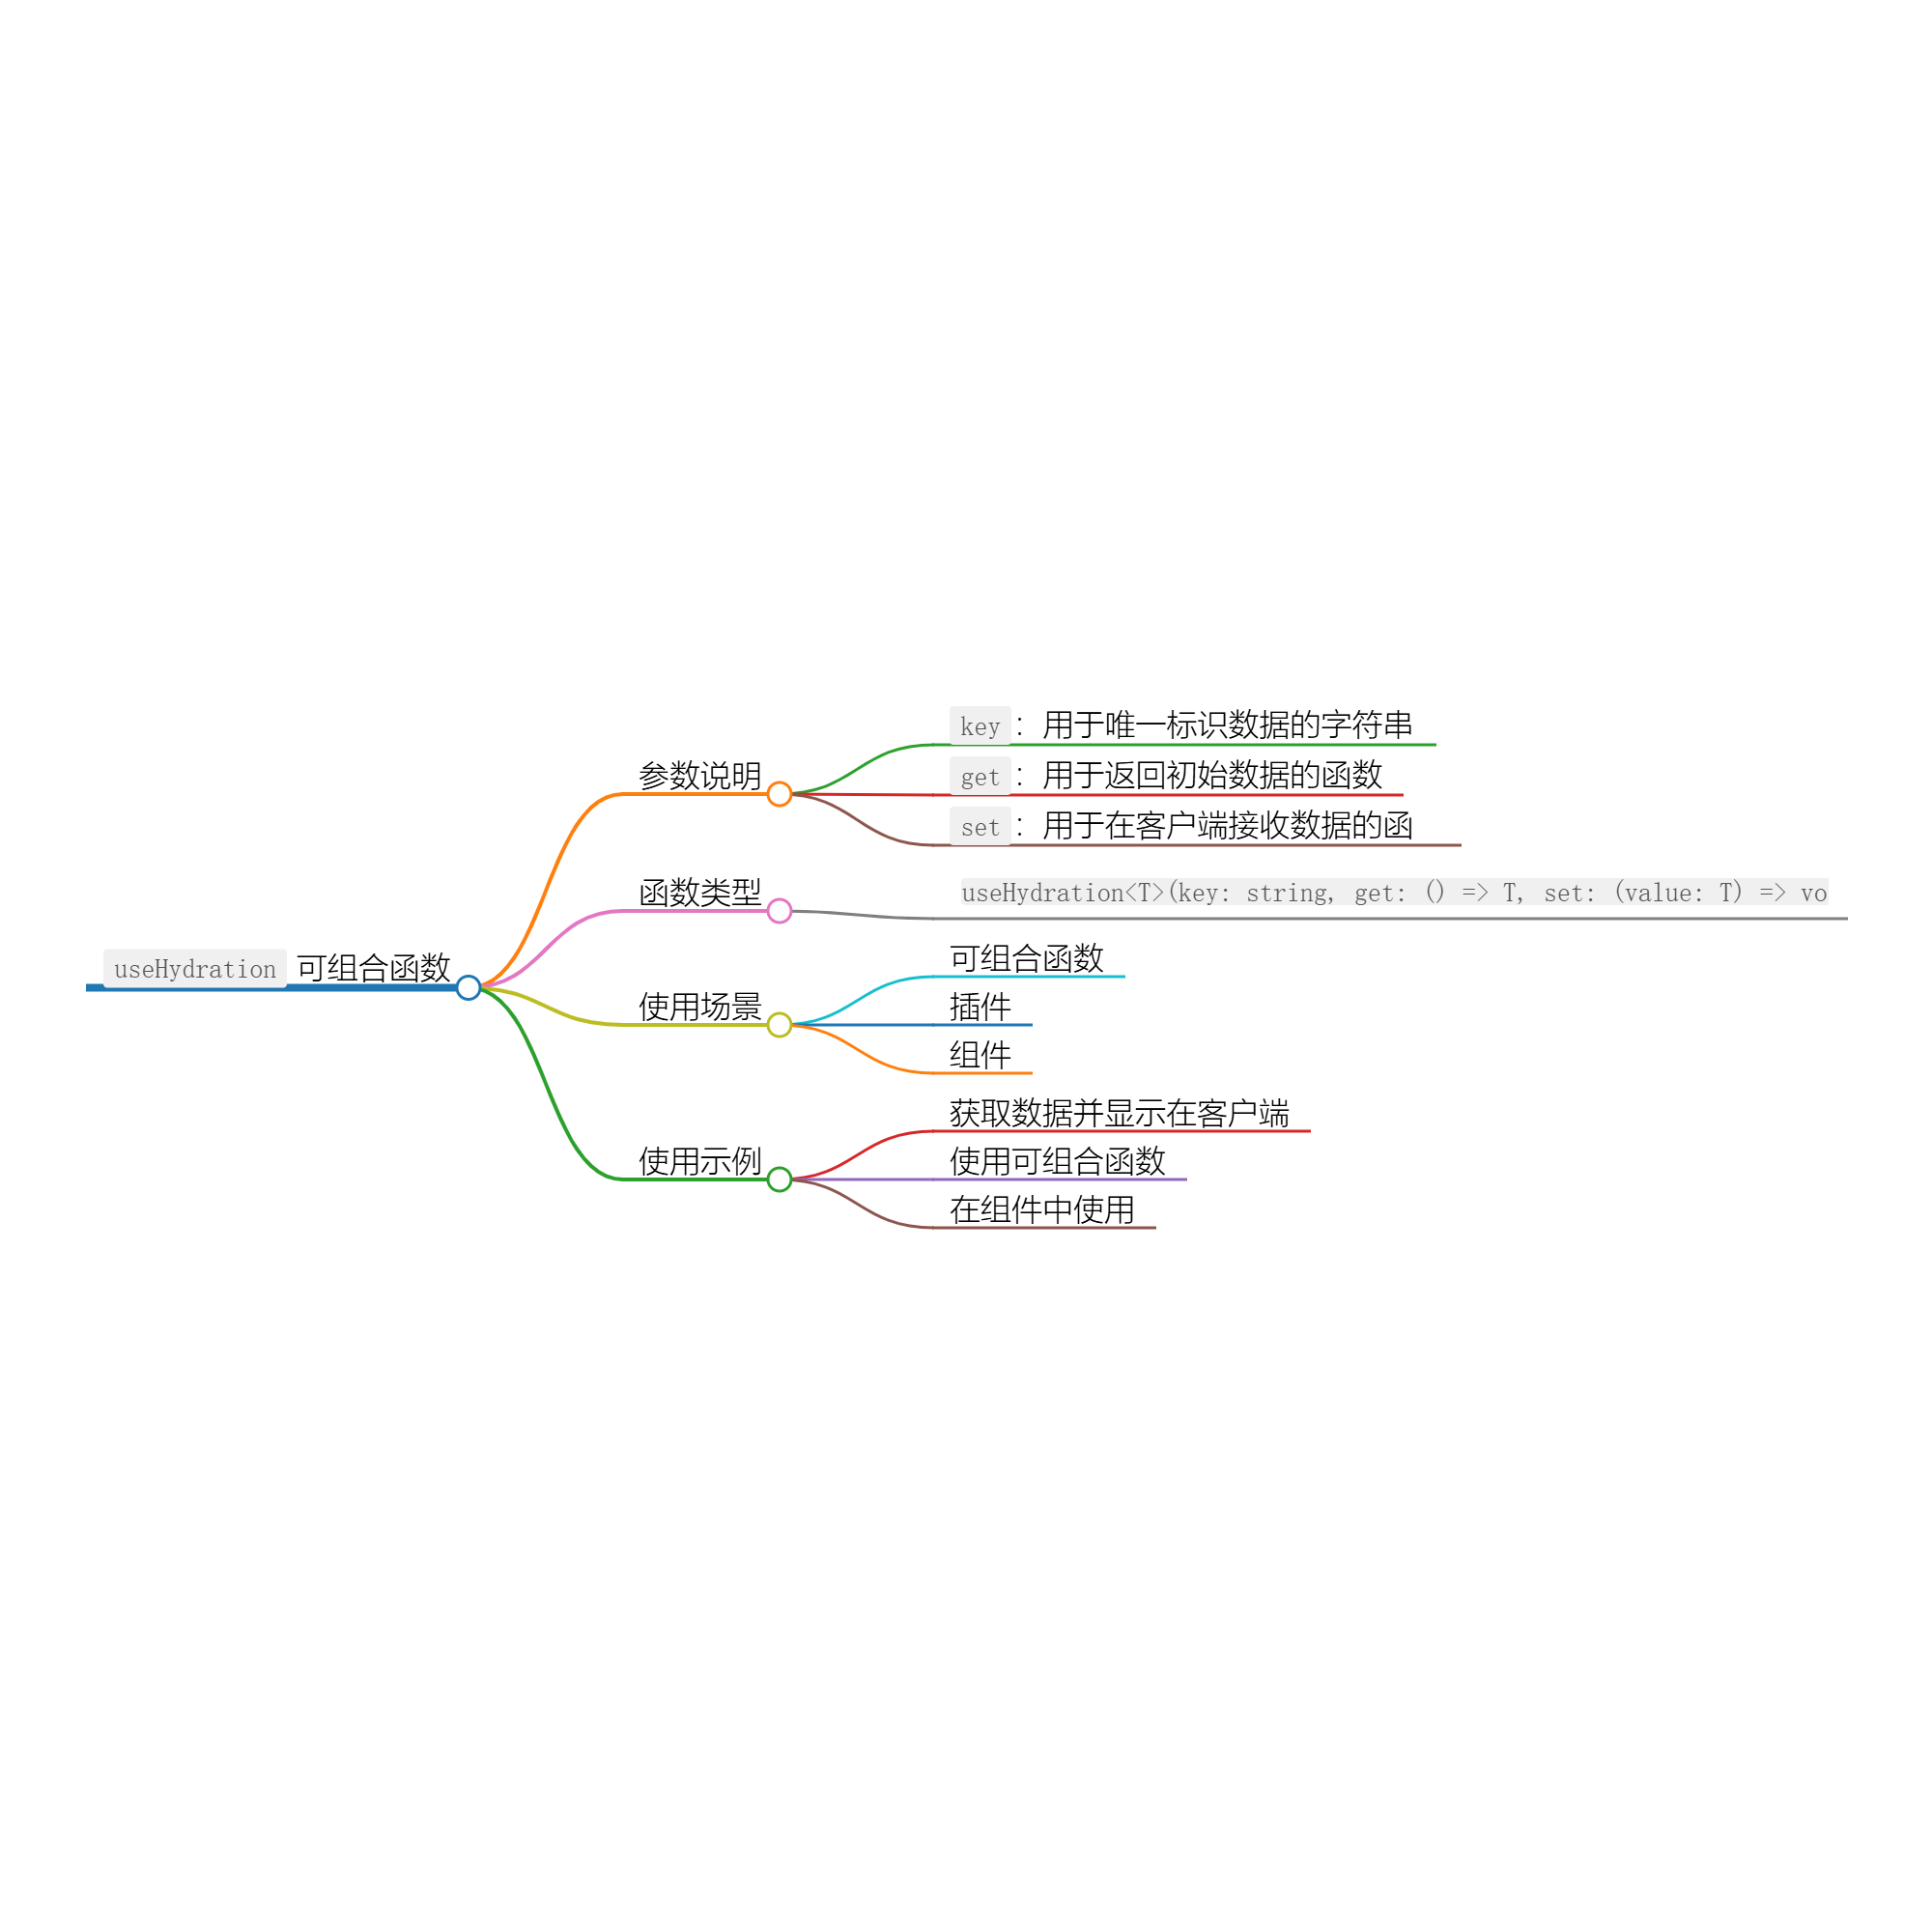 useHydration 可组合函数
参数说明
key: 用于唯一标识数据的字符串
get: 用于返回初始数据的函数
set: 用于在客户端接收数据的函
函数类型
useHydration<T>(key: string, get: () => T, set: (value: T) => vo
使用场景
可组合函数
插件
组件
使用示例
获取数据并显示在客户端
使用可组合函数
在组件中使用